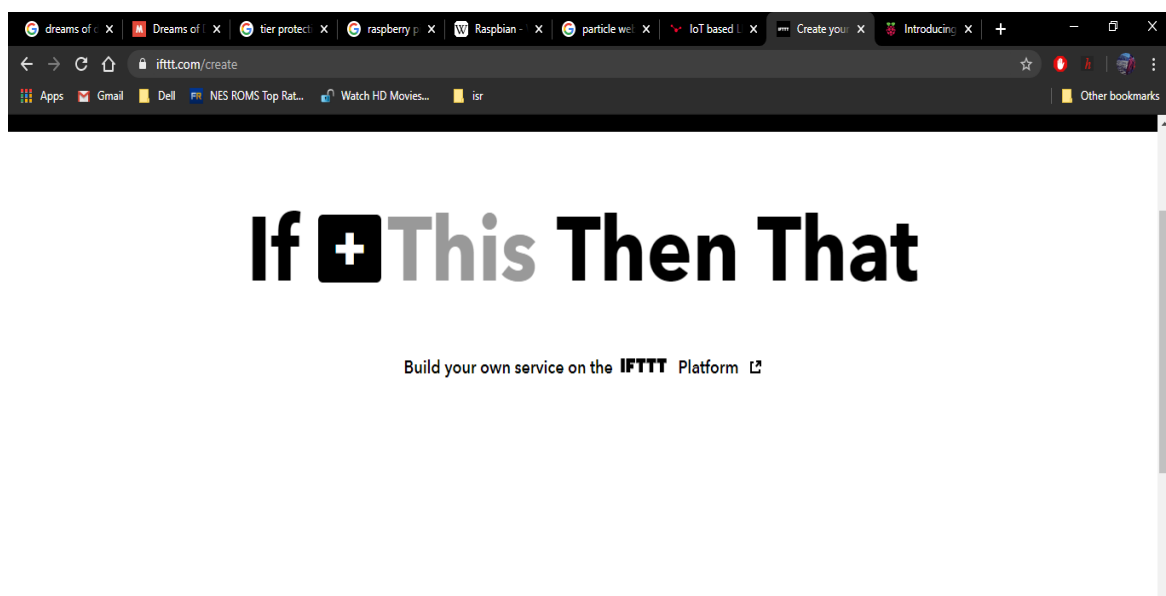 dreams of c
Dreams of
tier protecti
raspberry p
Raspbian -
particle wel
IoT based L
Create your
Introducing
ifttt.com/create
Apps
Gmail
Dell
FR
NES ROMS Top Rat...
Watch HD Movies...
isr
Other bookmarks
If + This Then That
Build your own service on the IFTTT Platform